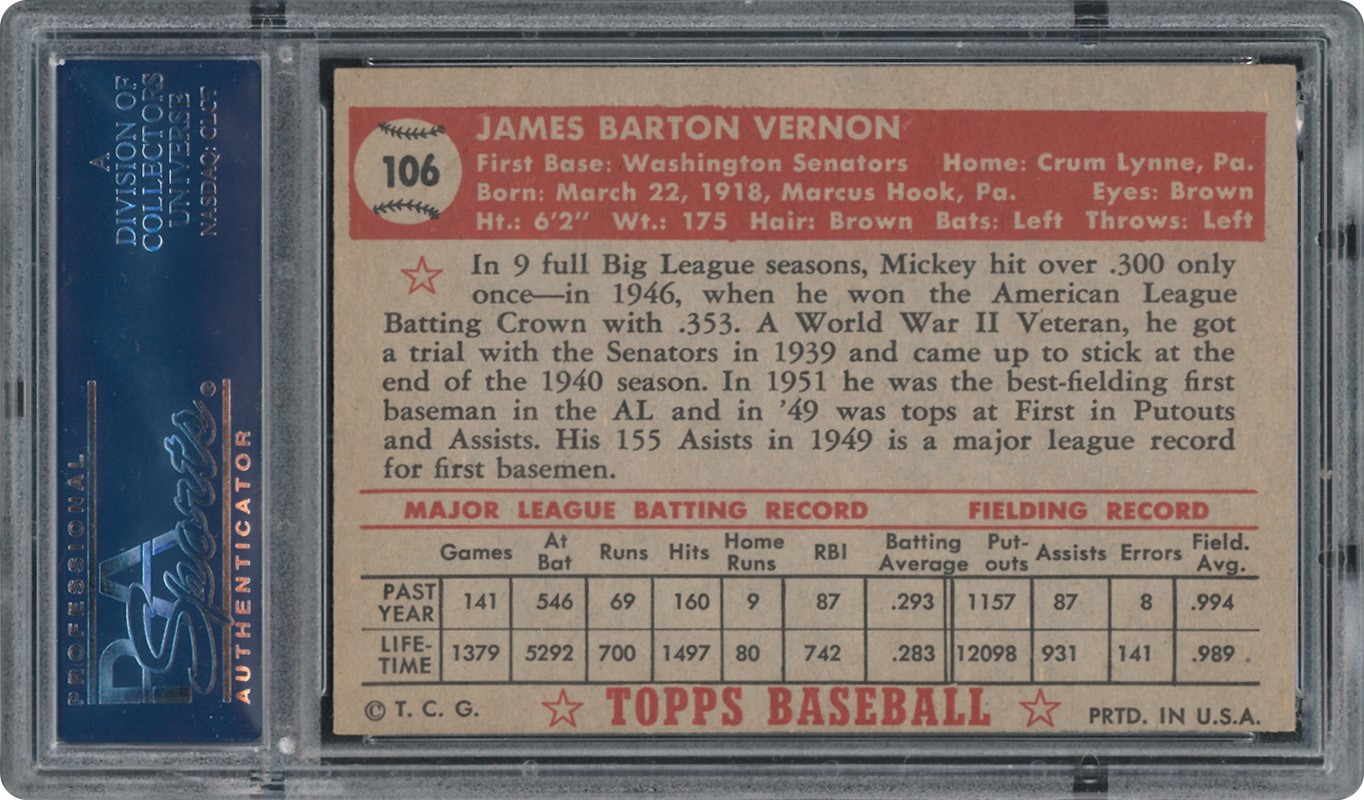 A
DIVISION OF
COLLECTORS
UNIVERSE
NASDAQ: CLCT
PROFESSIONAL
PSA
Sports
AUTHENTICATOR
106
JAMES BARTON VERNON
First Base: Washington Senators Home: Crum Lynne, Pa.
Born: March 22, 1918, Marcus Hook, Pa. Eyes: Brown
Ht.: 6'2" Wt.: 175 Hair: Brown Bats: Left Throws: Left
In 9 full Big League seasons, Mickey hit over .300 only
once—in 1946, when he won the American League
Batting Crown with .353. A World War II Veteran, he got
a trial with the Senators in 1939 and came up to stick at the
end of the 1940 season. In 1951 he was the best-fielding first
baseman in the AL and in '49 was tops at First in Putouts
and Assists. His 155 Asists in 1949 is a major league record
for first basemen.
MAJOR LEAGUE BATTING RECORD FIELDING RECORD
Games At Bat Runs Hits Home Runs RBI Batting Average Put-outs Assists Errors Field. Avg.
PAST YEAR 141 546 69 160 9 87 .293 1157 87 8 .994
LIFE-TIME 1379 5292 700 1497 80 742 .283 12098 931 141 .989
© T. C. G. TOPPS BASEBALL PRTD. IN U.S.A.